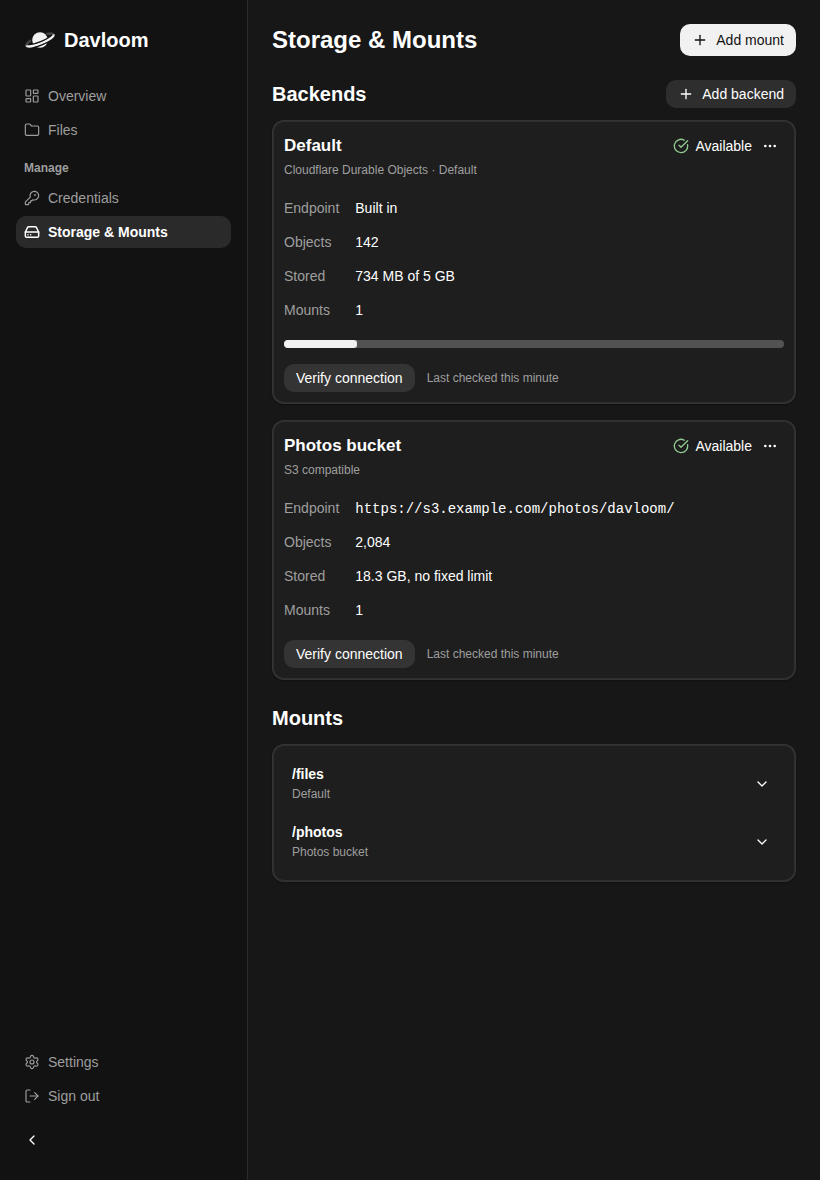 Davloom
Overview
Files
Manage
Credentials
Storage & Mounts
Settings
Sign out
Storage & Mounts
Add mount
Backends
Add backend
Default
Available
Cloudflare Durable Objects · Default
Endpoint Built in
Objects 142
Stored 734 MB of 5 GB
Mounts 1
Verify connection
Last checked this minute
Photos bucket
Available
S3 compatible
Endpoint https://s3.example.com/photos/davloom/
Objects 2,084
Stored 18.3 GB, no fixed limit
Mounts 1
Verify connection
Last checked this minute
Mounts
/files
Default
/photos
Photos bucket